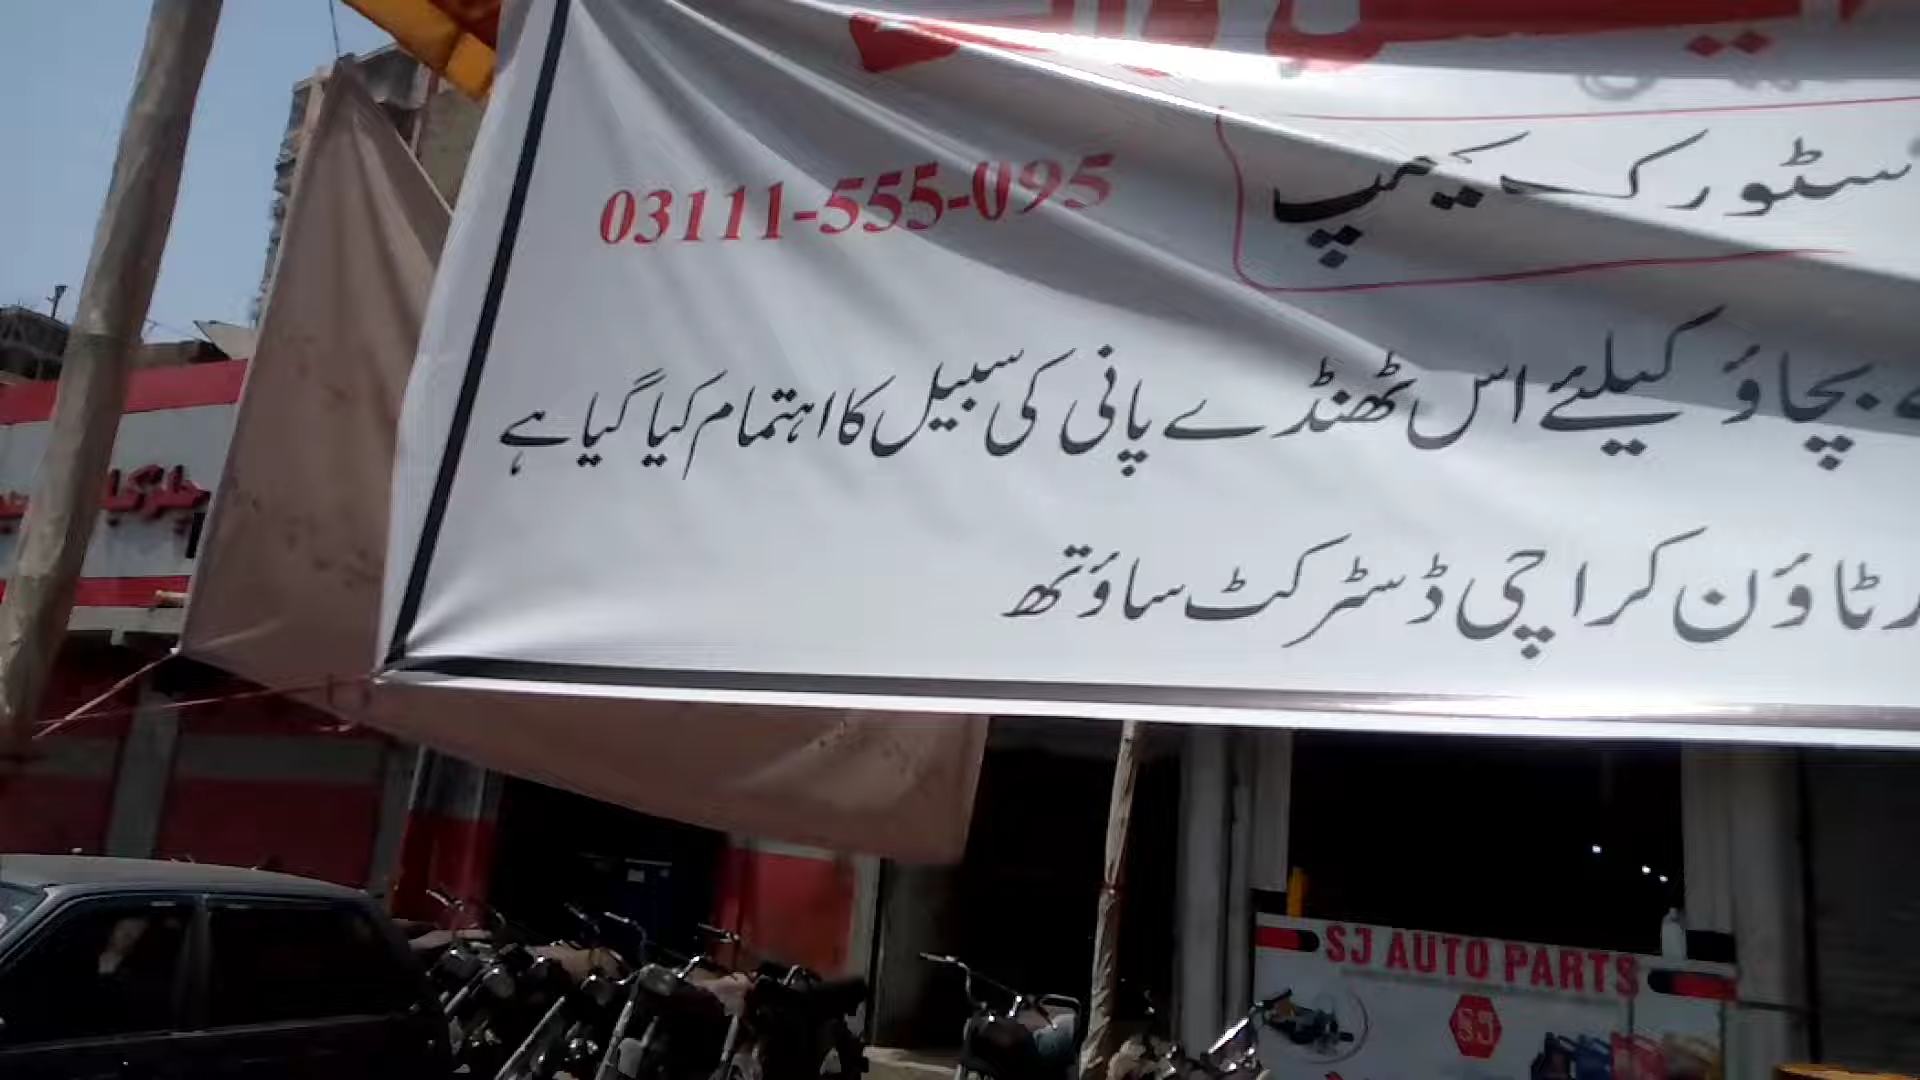 سٹورک کیمپ
03111-555-095
بچاؤ کیلئے اس ٹھنڈے پانی کی سبیل کا اہتمام کیا گیا ہے
ٹاؤن کراچی ڈسٹرکٹ ساؤتھ
SJ AUTO PARTS
SJ